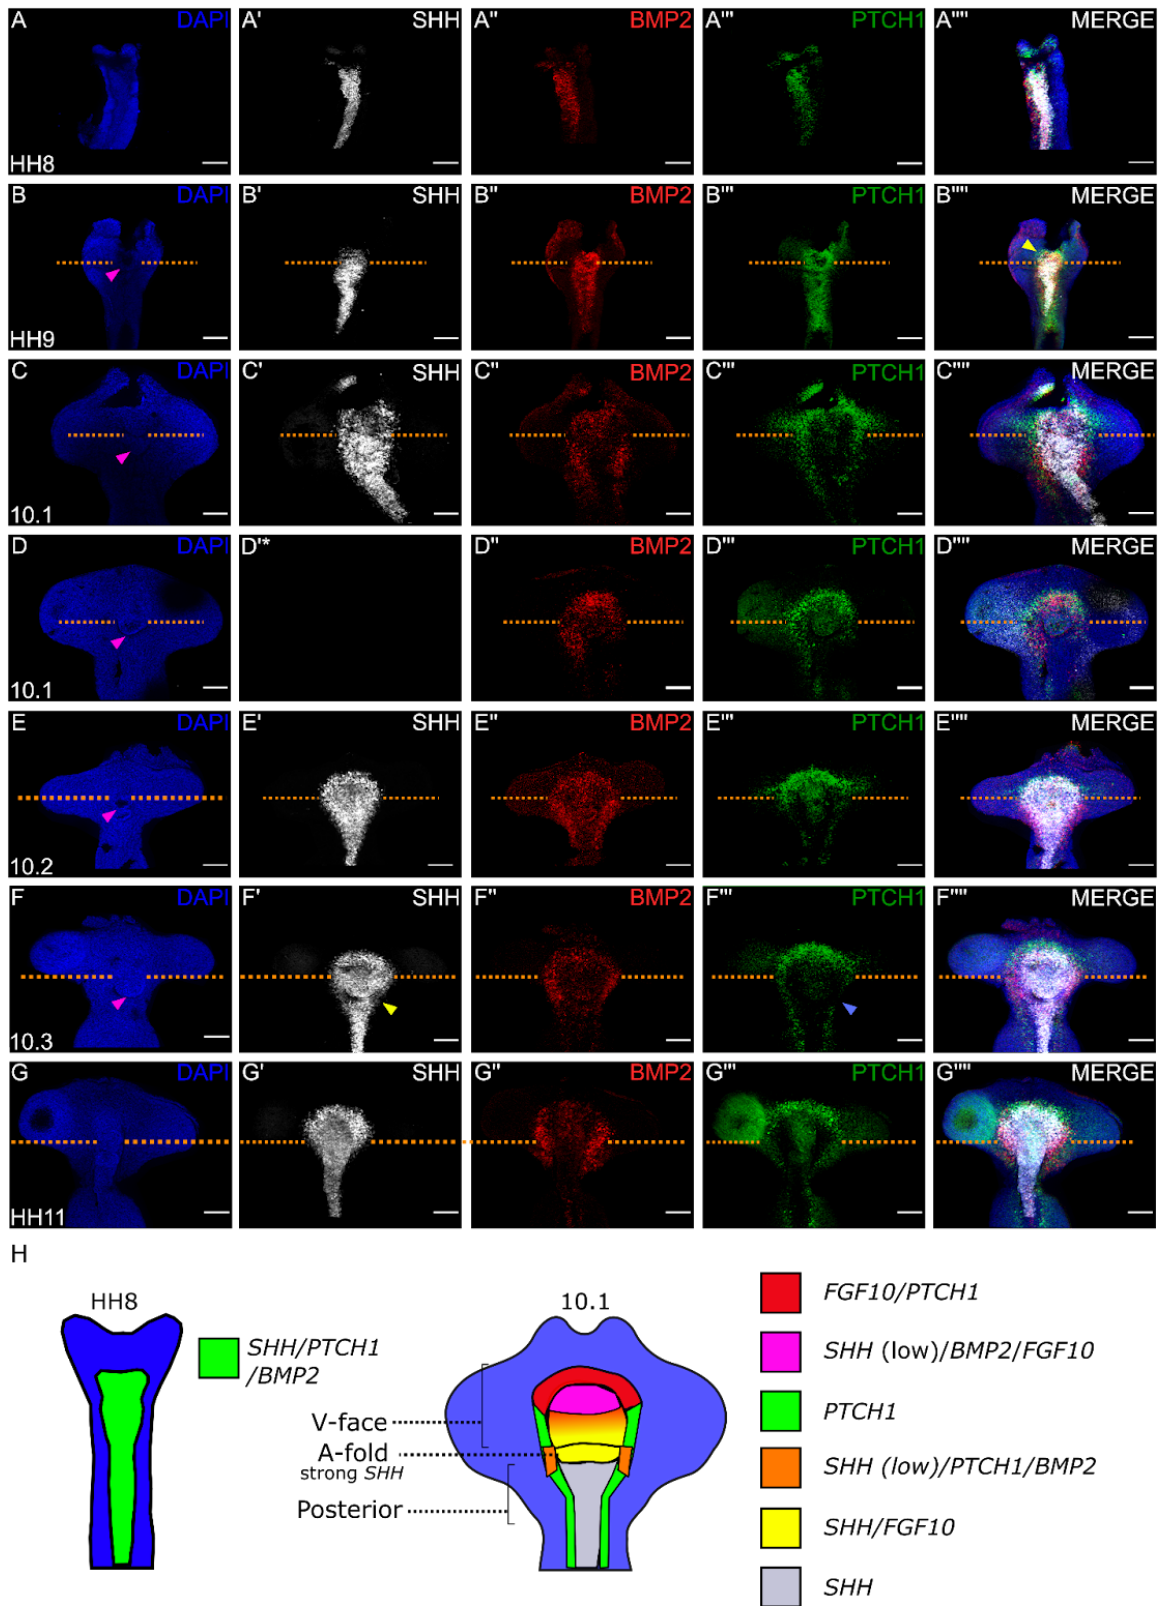 A DAPI A' SHH A'' BMP2 A''' PTCH1 A'''' MERGE
HH8
B DAPI B' SHH B'' BMP2 B''' PTCH1 B'''' MERGE
HH9
C DAPI C' SHH C'' BMP2 C''' PTCH1 C'''' MERGE
10.1
D DAPI D'* D'' BMP2 D''' PTCH1 D'''' MERGE
10.1
E DAPI E' SHH E'' BMP2 E''' PTCH1 E'''' MERGE
10.2
F DAPI F' SHH F'' BMP2 F''' PTCH1 F'''' MERGE
10.3
G DAPI G' SHH G'' BMP2 G''' PTCH1 G'''' MERGE
HH11
H
HH8
SHH/PTCH1
/BMP2
10.1
V-face
A-fold
strong SHH
Posterior
FGF10/PTCH1
SHH (low)/BMP2/FGF10
PTCH1
SHH (low)/PTCH1/BMP2
SHH/FGF10
SHH